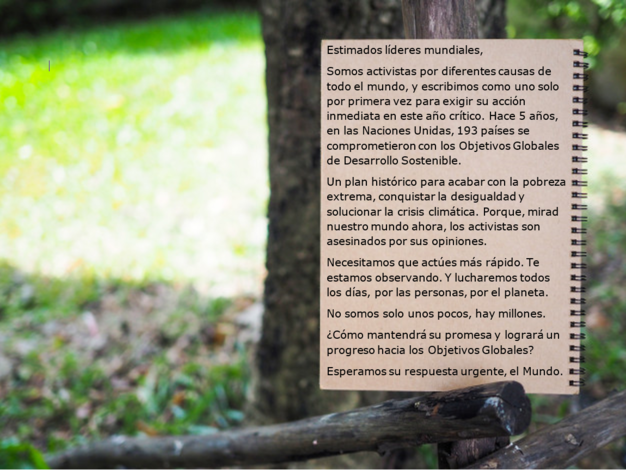 Estimados líderes mundiales,
Somos activistas por diferentes causas de
todo el mundo, y escribimos como uno solo
por primera vez para exigir su acción
inmediata en este año crítico. Hace 5 años,
en las Naciones Unidas, 193 países se
comprometieron con los Objetivos Globales
de Desarrollo Sostenible.
Un plan histórico para acabar con la pobreza
extrema, conquistar la desigualdad y
solucionar la crisis climática. Porque, mirad
nuestro mundo ahora, los activistas son
asesinados por sus opiniones.
Necesitamos que actúes más rápido. Te
estamos observando. Y lucharemos todos
los días, por las personas, por el planeta.
No somos solo unos pocos, hay millones.
¿Cómo mantendrá su promesa y logrará un
progreso hacia los Objetivos Globales?
Esperamos su respuesta urgente, el Mundo.